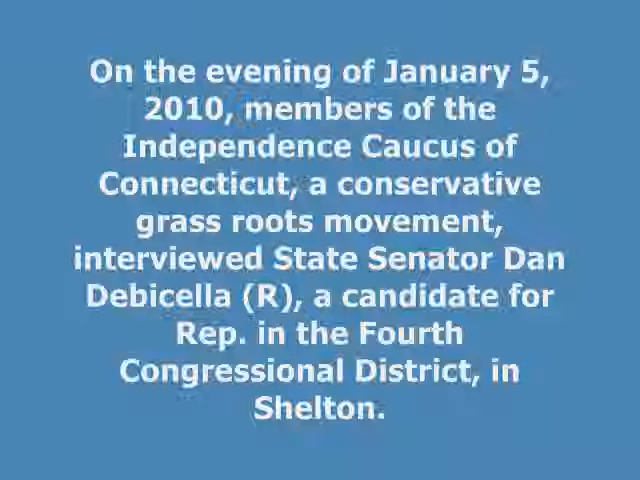 On the evening of January 5,
2010, members of the
Independence Caucus of
Connecticut, a conservative
grass roots movement,
interviewed State Senator Dan
Debicella (R), a candidate for
Rep. in the Fourth
Congressional District, in
Shelton.